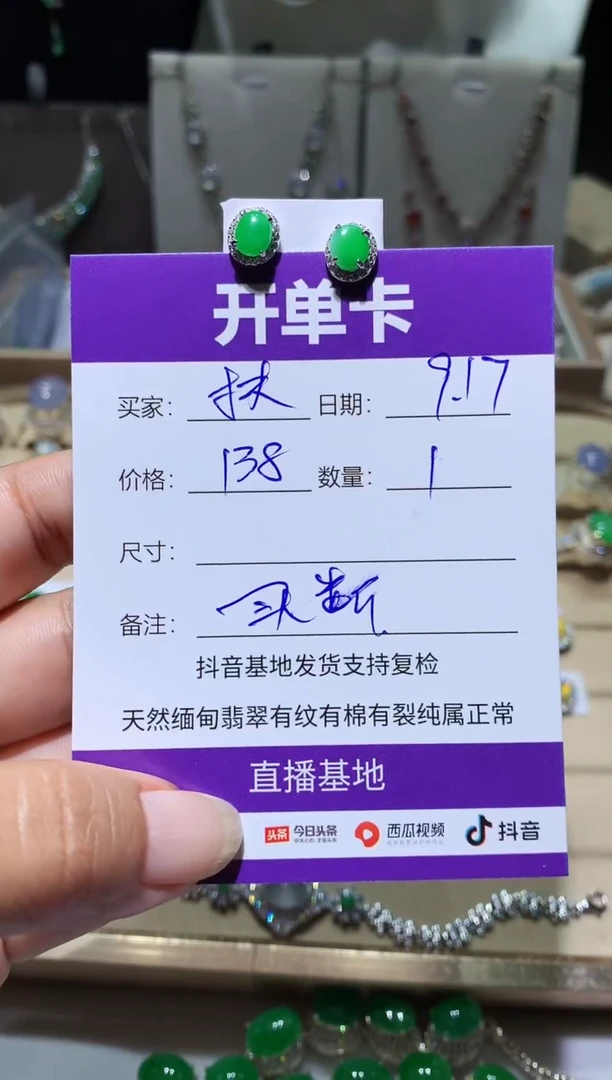 开单卡
买家: 扶 日期: 9.17
价格: 138 数量: 1
尺寸:
备注: 买断
抖音基地发货支持复检
天然缅甸翡翠有纹有棉有裂纯属正常
直播基地
头条 今日头条 西瓜视频 抖音